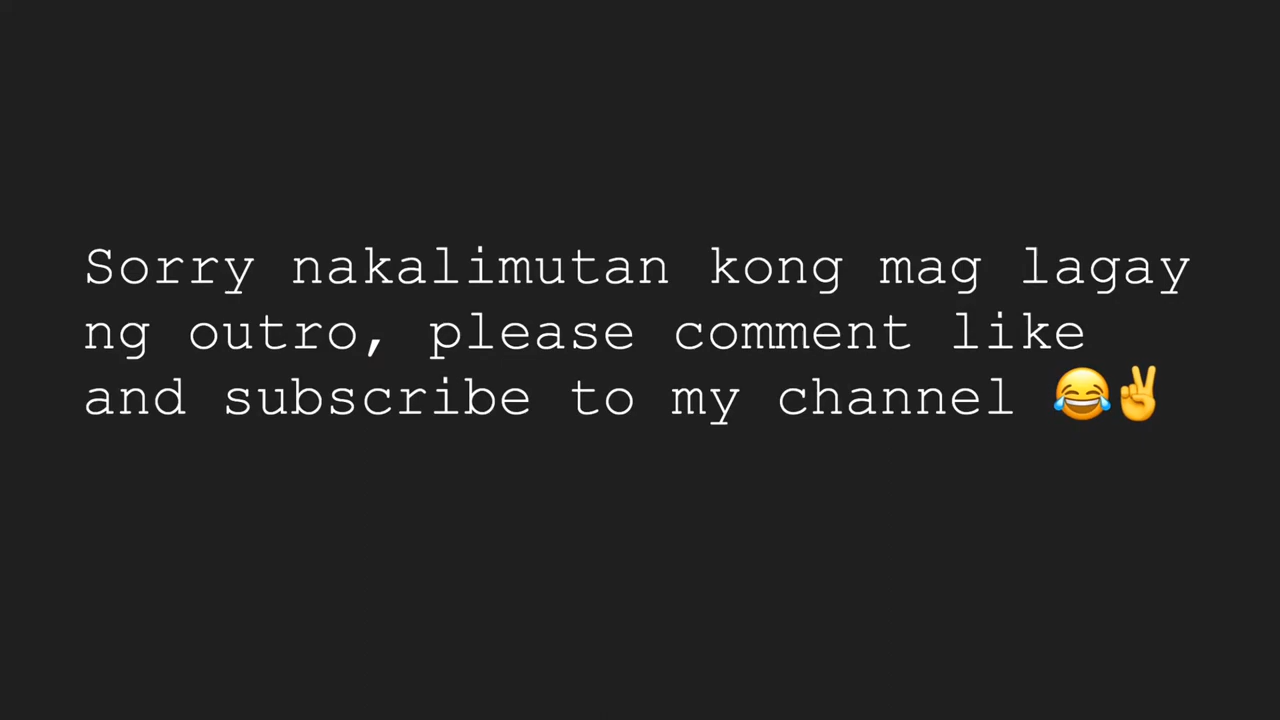 Sorry nakalimutan kong mag lagay
ng outro, please comment like
and subscribe to my channel 😂✌️